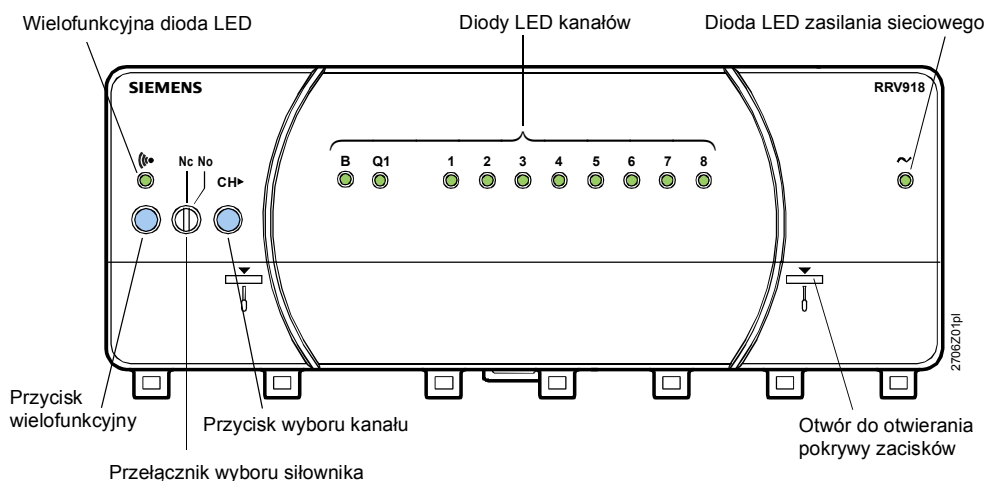 Wielofunkcyjna dioda LED
Diody LED kanałów
Dioda LED zasilania sieciowego
SIEMENS
RRV918
Nc No
CH
B Q1 1 2 3 4 5 6 7 8
~
2706Z01pl
Przycisk
wielofunkcyjny
Przycisk wyboru kanału
Otwór do otwierania
pokrywy zacisków
Przełącznik wyboru siłownika